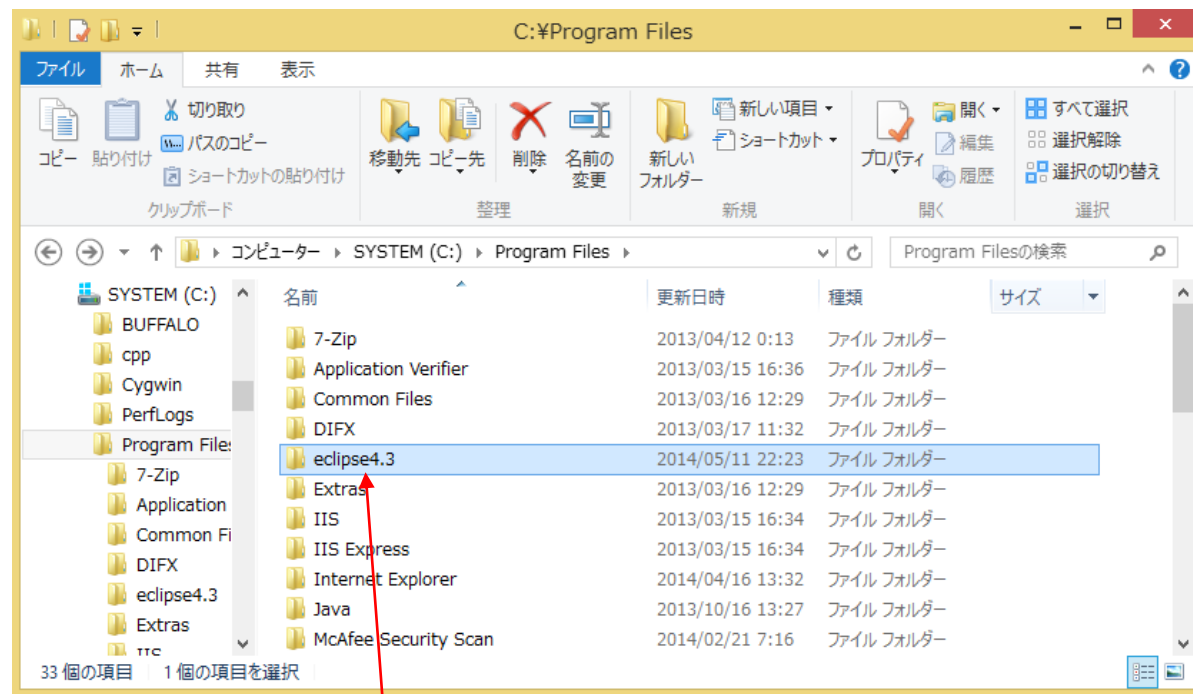 C:¥Program Files
ファイル ホーム 共有 表示
コピー 貼り付け 切り取り パスのコピー ショートカットの貼り付け
移動先 コピー先 削除 名前の変更
新しいフォルダー 新しい項目 ショートカット
プロパティ 開く 編集 履歴
すべて選択 選択解除 選択の切り替え
クリップボード 整理 新規 開く 選択
コンピューター SYSTEM (C:) Program Files Program Filesの検索
SYSTEM (C:)
BUFFALO
cpp
Cygwin
PerfLogs
Program Files
7-Zip
Application
Common Fi
DIFX
eclipse4.3
Extras
名前 更新日時 種類 サイズ
7-Zip 2013/04/12 0:13 ファイル フォルダー
Application Verifier 2013/03/15 16:36 ファイル フォルダー
Common Files 2013/03/16 12:29 ファイル フォルダー
DIFX 2013/03/17 11:32 ファイル フォルダー
eclipse4.3 2014/05/11 22:23 ファイル フォルダー
Extras 2013/03/16 12:29 ファイル フォルダー
IIS 2013/03/15 16:34 ファイル フォルダー
IIS Express 2013/03/15 16:34 ファイル フォルダー
Internet Explorer 2014/04/16 13:32 ファイル フォルダー
Java 2013/10/16 13:27 ファイル フォルダー
McAfee Security Scan 2014/02/21 7:16 ファイル フォルダー
33 個の項目 1 個の項目を選択